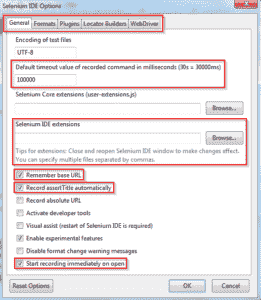 Selenium IDE Options
General Formats Plugins Locator Builders WebDriver
Encoding of test files
UTF-8
Default timeout value of recorded command in milliseconds (30s = 30000ms)
100000
Selenium Core extensions (user-extensions.js)
Browse...
Selenium IDE extensions
Browse...
Tips for extensions: Close and reopen Selenium IDE window to make changes effect.
You can specify multiple files separated by commas.
Remember base URL
Record assertTitle automatically
Record absolute URL
Activate developer tools
Visual assist (restart of Selenium IDE is required)
Enable experimental features
Disable format change warning messages
Start recording immediately on open
Reset Options OK Cancel